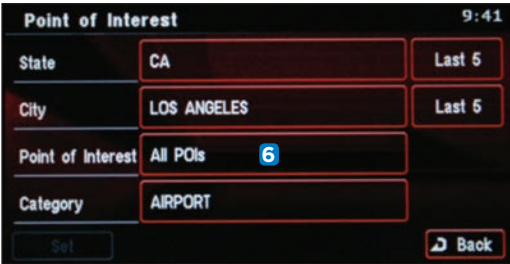 Point of Interest 9:41
State CA Last 5
City LOS ANGELES Last 5
Point of Interest All POIs 6
Category AIRPORT
Set Back